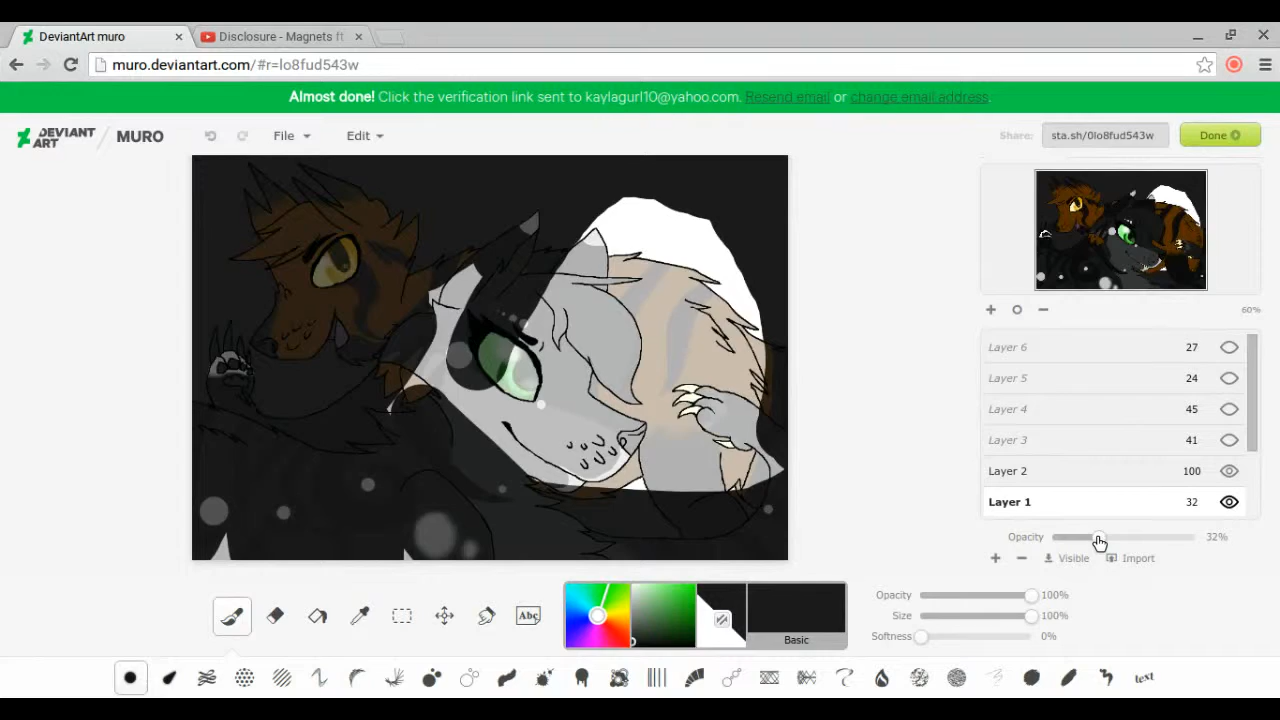 DeviantArt muro
Disclosure - Magnets ft
muro.deviantart.com/#r=lo8fud543w
Almost done! Click the verification link sent to kaylagurl10@yahoo.com. Resend email or change email address.
DEVIANT ART / MURO
File
Edit
Share:
sta.sh/0lo8fud543w
Done
60%
Layer 6 27
Layer 5 24
Layer 4 45
Layer 3 41
Layer 2 100
Layer 1 32
Opacity 32%
Visible
Import
Abc
Basic
Opacity 100%
Size 100%
Softness 0%
text